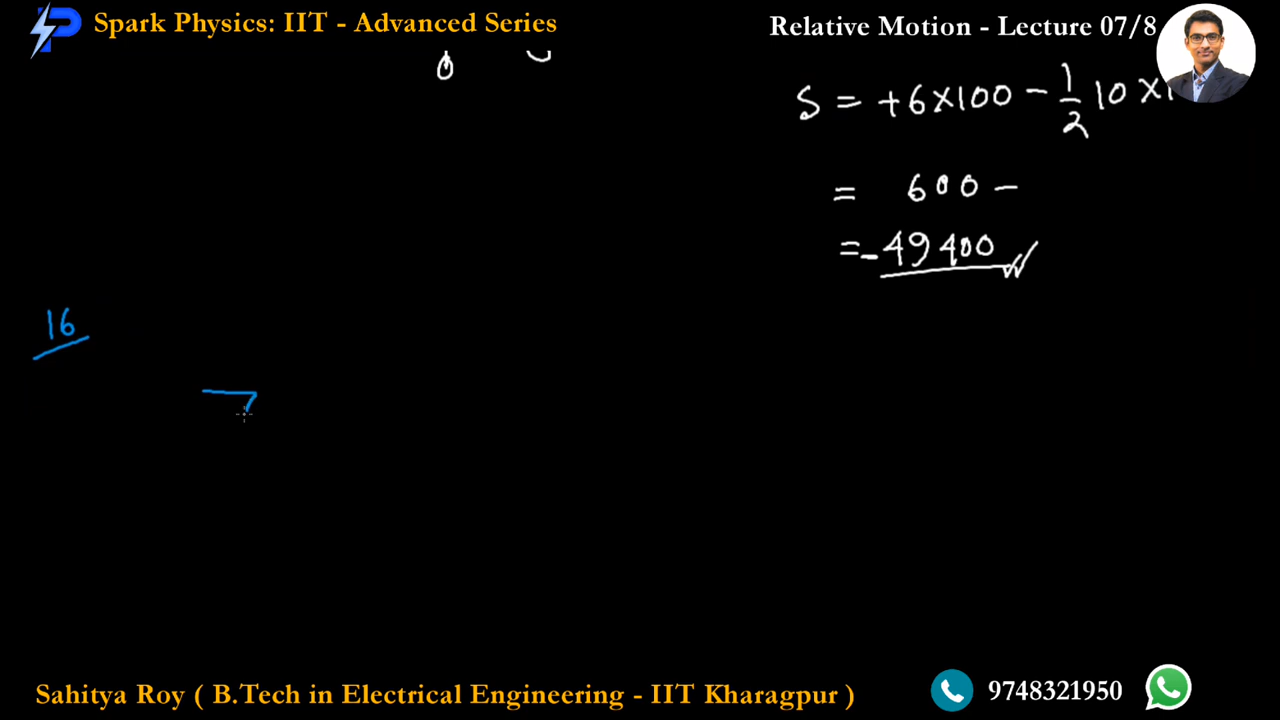 Spark Physics: IIT - Advanced Series
Relative Motion - Lecture 07/8
S = +6×100 - 1/2 10 ×
= 600 -
= -49400
16
Sahitya Roy ( B.Tech in Electrical Engineering - IIT Kharagpur )
9748321950